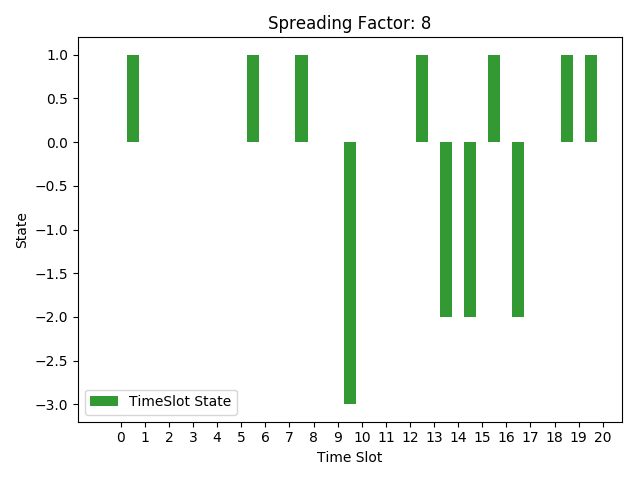 Spreading Factor: 8
1.0
0.5
0.0
−0.5
−1.0
−1.5
−2.0
−2.5
−3.0
State
TimeSlot State
0 1 2 3 4 5 6 7 8 9 10 11 12 13 14 15 16 17 18 19 20
Time Slot